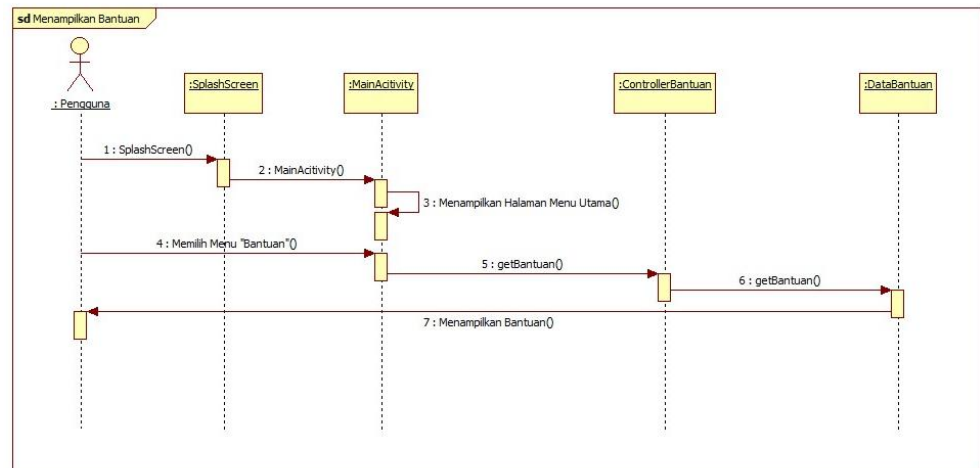 sd Menampilkan Bantuan
: Pengguna
:SplashScreen
:MainAcitivity
:ControllerBantuan
:DataBantuan
1 : SplashScreen()
2 : MainAcitivity()
3 : Menampilkan Halaman Menu Utama()
4 : Memilih Menu "Bantuan"()
5 : getBantuan()
6 : getBantuan()
7 : Menampilkan Bantuan()